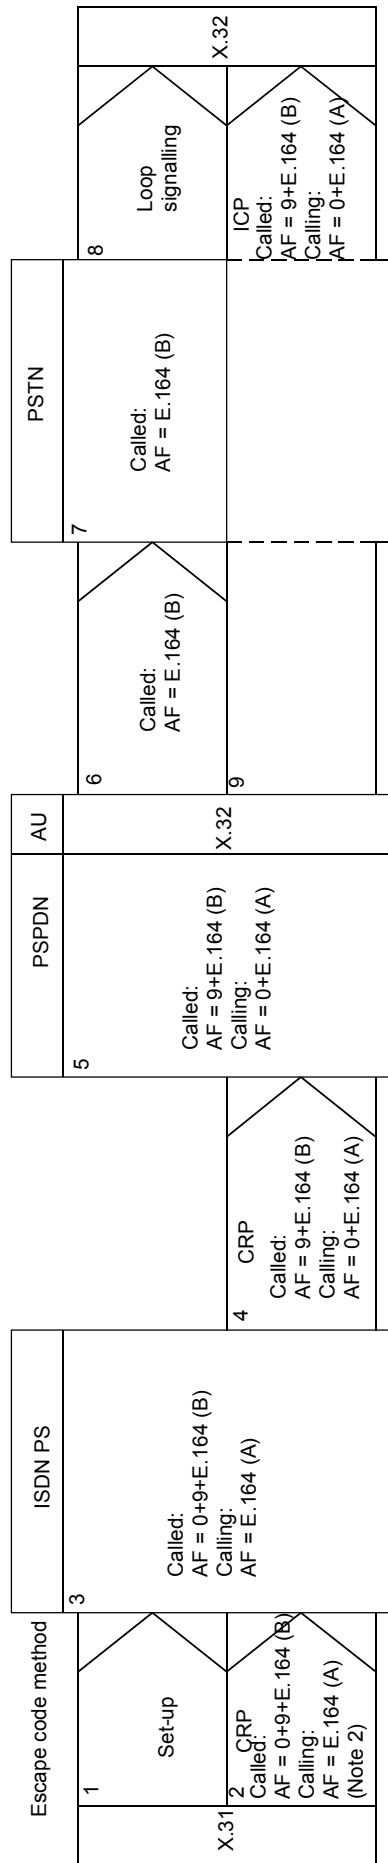 Escape code method
ISDN PS
PSPDN
AU
PSTN
X.31
1
Set-up
2
CRP
Called:
AF = 0+9+E.164 (B)
Calling:
AF = E.164 (A)
(Note 2)
3
Called:
AF = 0+9+E.164 (B)
Calling:
AF = E.164 (A)
4
CRP
Called:
AF = 9+E.164 (B)
Calling:
AF = 0+E.164 (A)
5
Called:
AF = 9+E.164 (B)
Calling:
AF = 0+E.164 (A)
X.32
6
Called:
AF = E.164 (B)
9
7
Called:
AF = E.164 (B)
8
Loop
signalling
ICP
Called:
AF = 9+E.164 (B)
Calling:
AF = 0+E.164 (A)
X.32